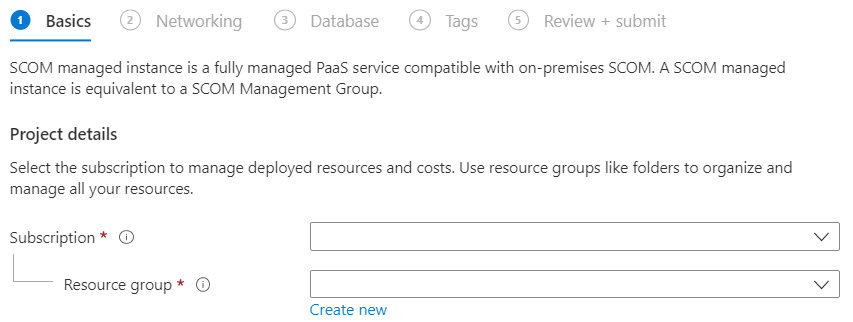 1 Basics 2 Networking 3 Database 4 Tags 5 Review + submit
SCOM managed instance is a fully managed PaaS service compatible with on-premises SCOM. A SCOM managed
instance is equivalent to a SCOM Management Group.
Project details
Select the subscription to manage deployed resources and costs. Use resource groups like folders to organize and
manage all your resources.
Subscription *
Resource group *
Create new